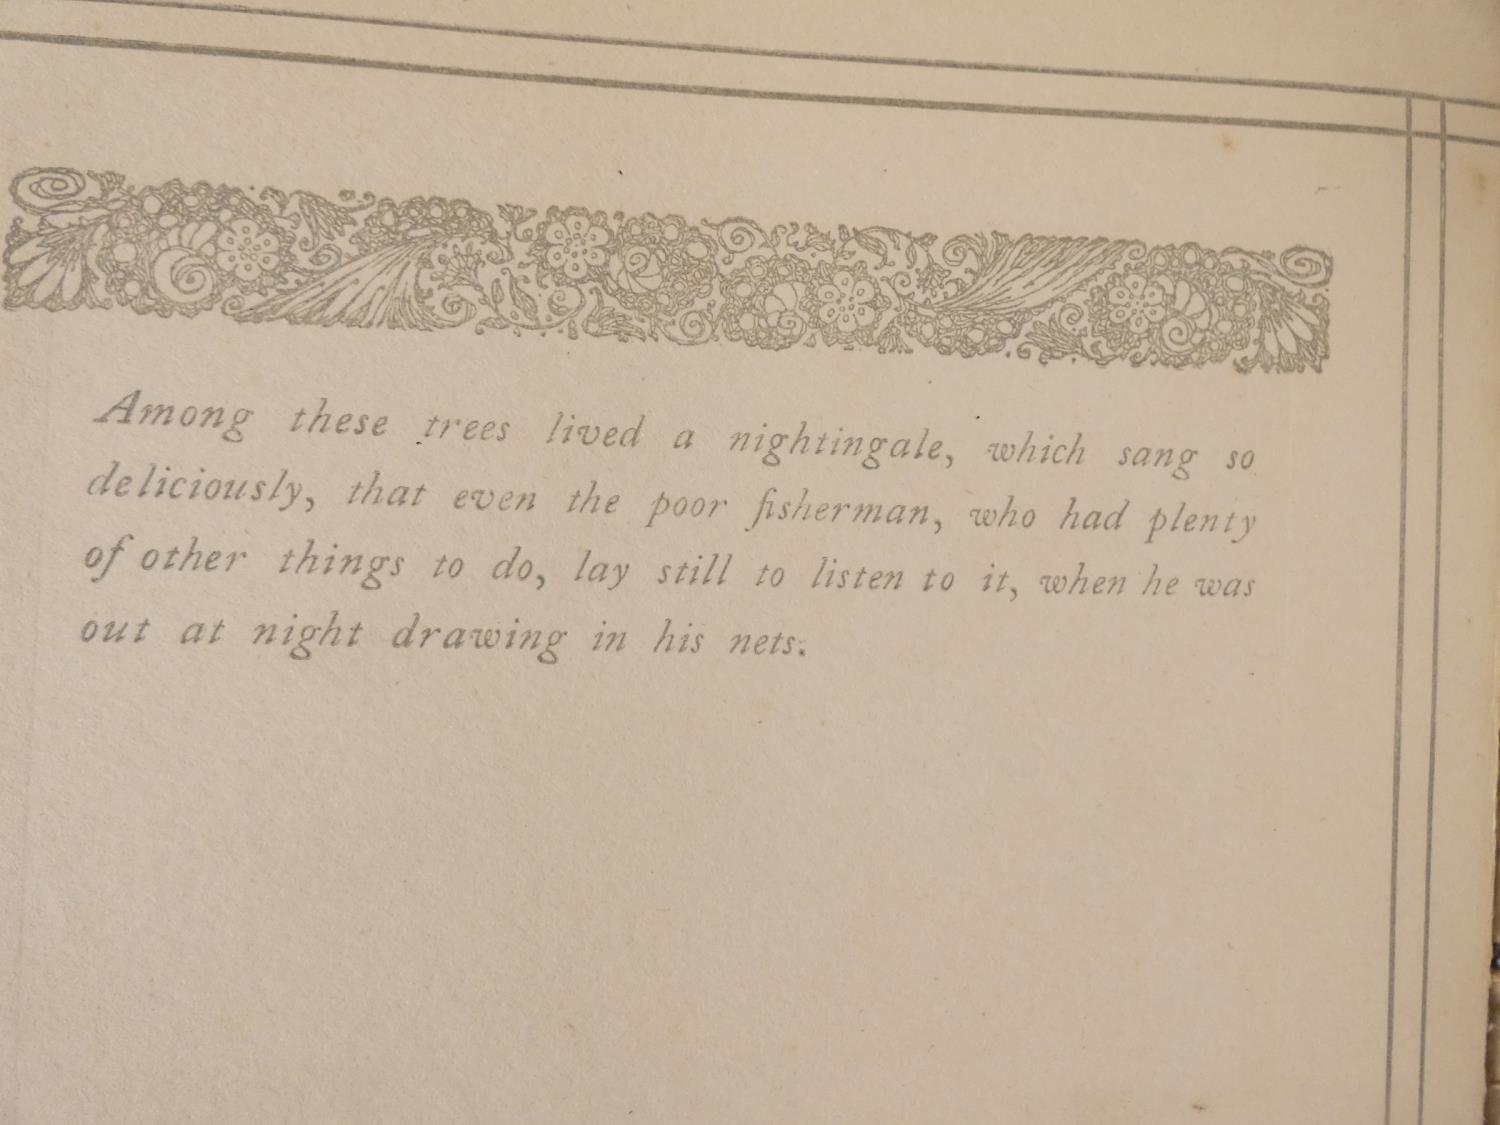 Among these trees lived a nightingale, which sang so
deliciously, that even the poor fisherman, who had plenty
of other things to do, lay still to listen to it, when he was
out at night drawing in his nets.